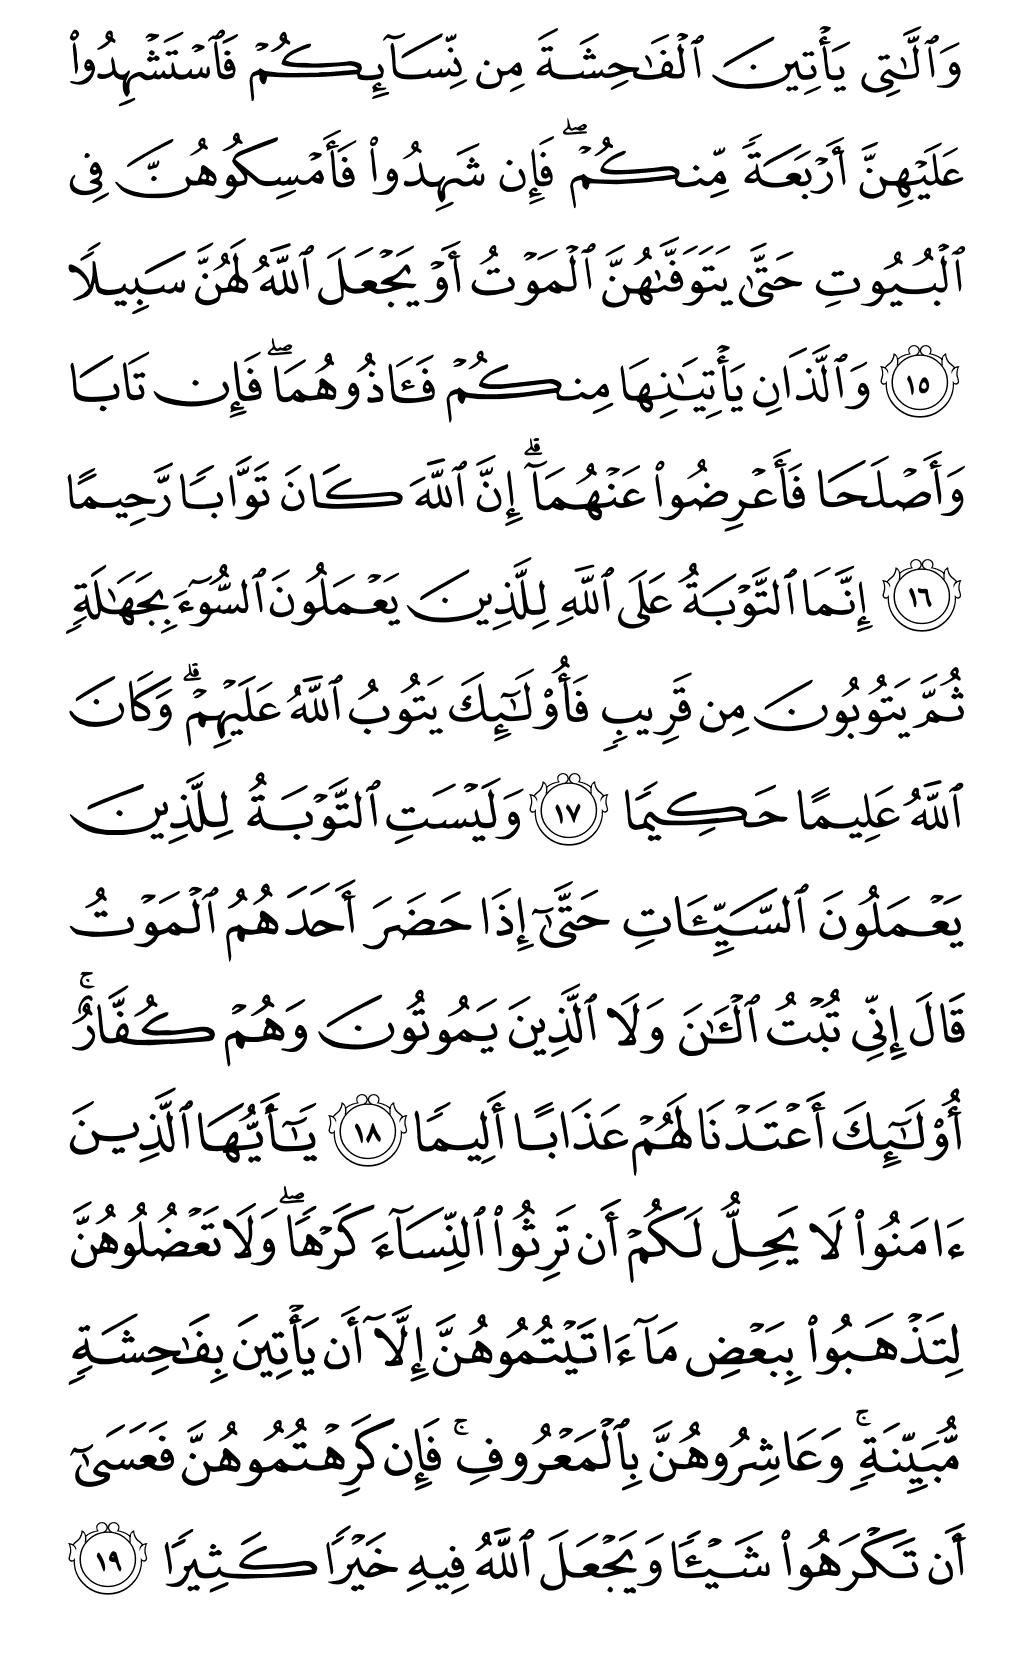 وَٱلَّٰتِى يَأْتِينَ ٱلْفَٰحِشَةَ مِن نِّسَآئِكُمْ فَٱسْتَشْهِدُوا۟
عَلَيْهِنَّ أَرْبَعَةً مِّنكُمْ ۖ فَإِن شَهِدُوا۟ فَأَمْسِكُوهُنَّ فِى
ٱلْبُيُوتِ حَتَّىٰ يَتَوَفَّىٰهُنَّ ٱلْمَوْتُ أَوْ يَجْعَلَ ٱللَّهُ لَهُنَّ سَبِيلًا
١٥ وَٱلَّذَانِ يَأْتِيَٰنِهَا مِنكُمْ فَـَٔاذُوهُمَا ۖ فَإِن تَابَا
وَأَصْلَحَا فَأَعْرِضُوا۟ عَنْهُمَآ ۗ إِنَّ ٱللَّهَ كَانَ تَوَّابًا رَّحِيمًا
١٦ إِنَّمَا ٱلتَّوْبَةُ عَلَى ٱللَّهِ لِلَّذِينَ يَعْمَلُونَ ٱلسُّوٓءَ بِجَهَٰلَةٍ
ثُمَّ يَتُوبُونَ مِن قَرِيبٍ فَأُو۟لَٰٓئِكَ يَتُوبُ ٱللَّهُ عَلَيْهِمْ ۗ وَكَانَ
ٱللَّهُ عَلِيمًا حَكِيمًا ١٧ وَلَيْسَتِ ٱلتَّوْبَةُ لِلَّذِينَ
يَعْمَلُونَ ٱلسَّيِّـَٔاتِ حَتَّىٰٓ إِذَا حَضَرَ أَحَدَهُمُ ٱلْمَوْتُ
قَالَ إِنِّى تُبْتُ ٱلْـَٔـٰنَ وَلَا ٱلَّذِينَ يَمُوتُونَ وَهُمْ كُفَّارٌ ۚ
أُو۟لَٰٓئِكَ أَعْتَدْنَا لَهُمْ عَذَابًا أَلِيمًا ١٨ يَٰٓأَيُّهَا ٱلَّذِينَ
ءَامَنُوا۟ لَا يَحِلُّ لَكُمْ أَن تَرِثُوا۟ ٱلنِّسَآءَ كَرْهًا ۖ وَلَا تَعْضُلُوهُنَّ
لِتَذْهَبُوا۟ بِبَعْضِ مَآ ءَاتَيْتُمُوهُنَّ إِلَّآ أَن يَأْتِينَ بِفَٰحِشَةٍ
مُّبَيِّنَةٍ ۚ وَعَاشِرُوهُنَّ بِٱلْمَعْرُوفِ ۚ فَإِن كَرِهْتُمُوهُنَّ فَعَسَىٰٓ
أَن تَكْرَهُوا۟ شَيْـًٔا وَيَجْعَلَ ٱللَّهُ فِيهِ خَيْرًا كَثِيرًا ١٩